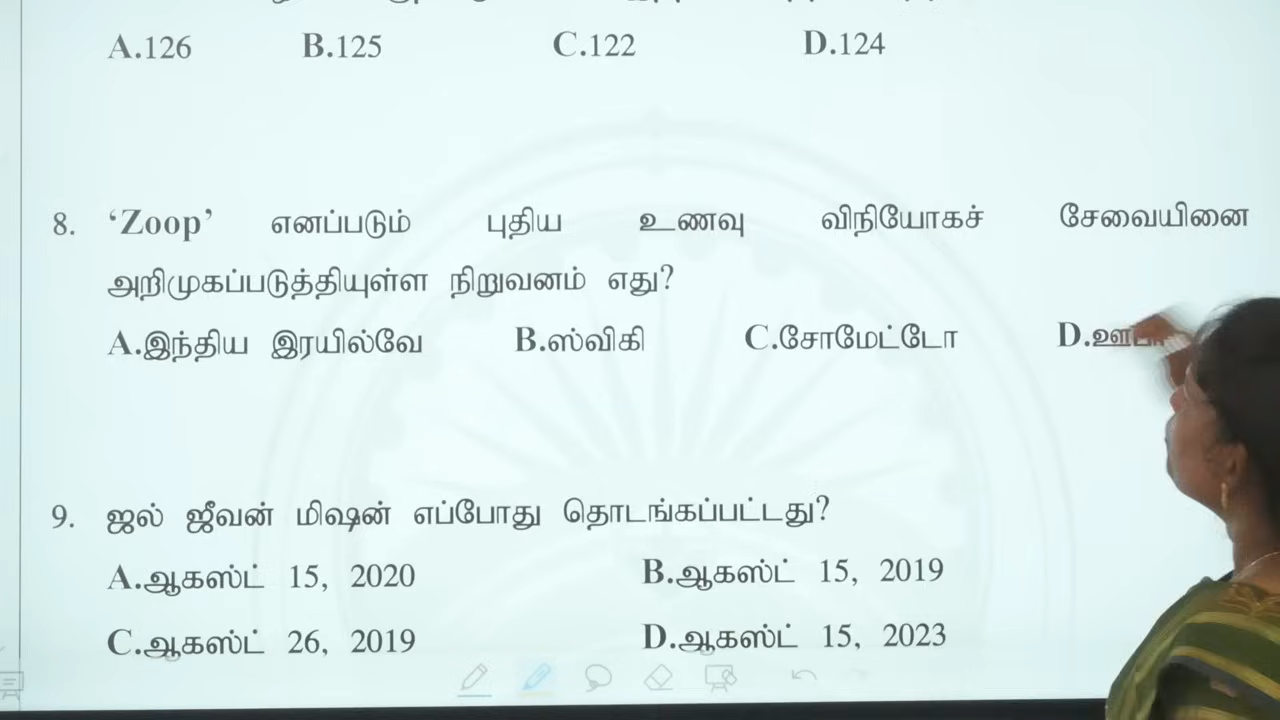 A.126 B.125 C.122 D.124
8. ‘Zoop’ எனப்படும் புதிய உணவு விநியோகச் சேவையினை
அறிமுகப்படுத்தியுள்ள நிறுவனம் எது?
A.இந்திய இரயில்வே B.ஸ்விகி C.சோமேட்டோ D.
9. ஜல் ஜீவன் மிஷன் எப்போது தொடங்கப்பட்டது?
A.ஆகஸ்ட் 15, 2020 B.ஆகஸ்ட் 15, 2019
C.ஆகஸ்ட் 26, 2019 D.ஆகஸ்ட் 15, 2023